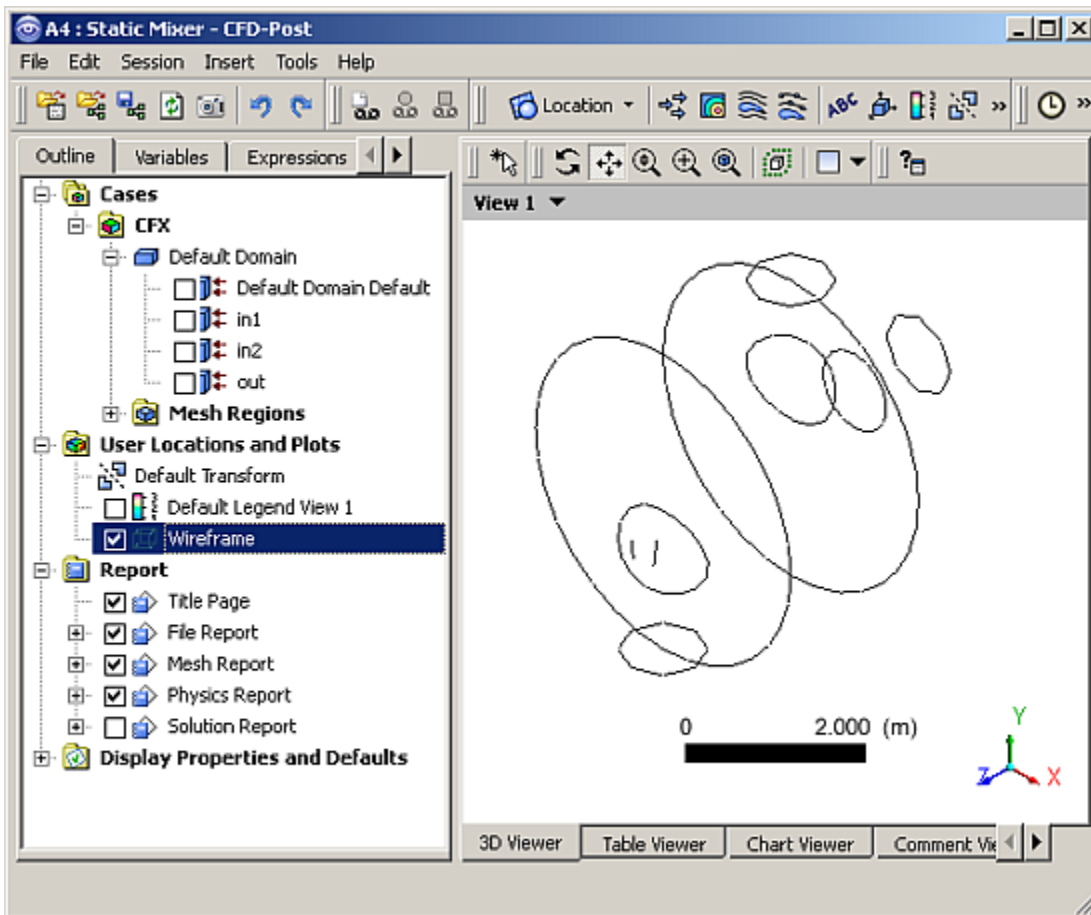 A4 : Static Mixer - CFD-Post
File Edit Session Insert Tools Help
Location
ABC
Outline Variables Expressions
Cases
CFX
Default Domain
Default Domain Default
in1
in2
out
Mesh Regions
User Locations and Plots
Default Transform
Default Legend View 1
Wireframe
Report
Title Page
File Report
Mesh Report
Physics Report
Solution Report
Display Properties and Defaults
View 1
0 2.000 (m)
Y
Z X
3D Viewer Table Viewer Chart Viewer Comment Vie